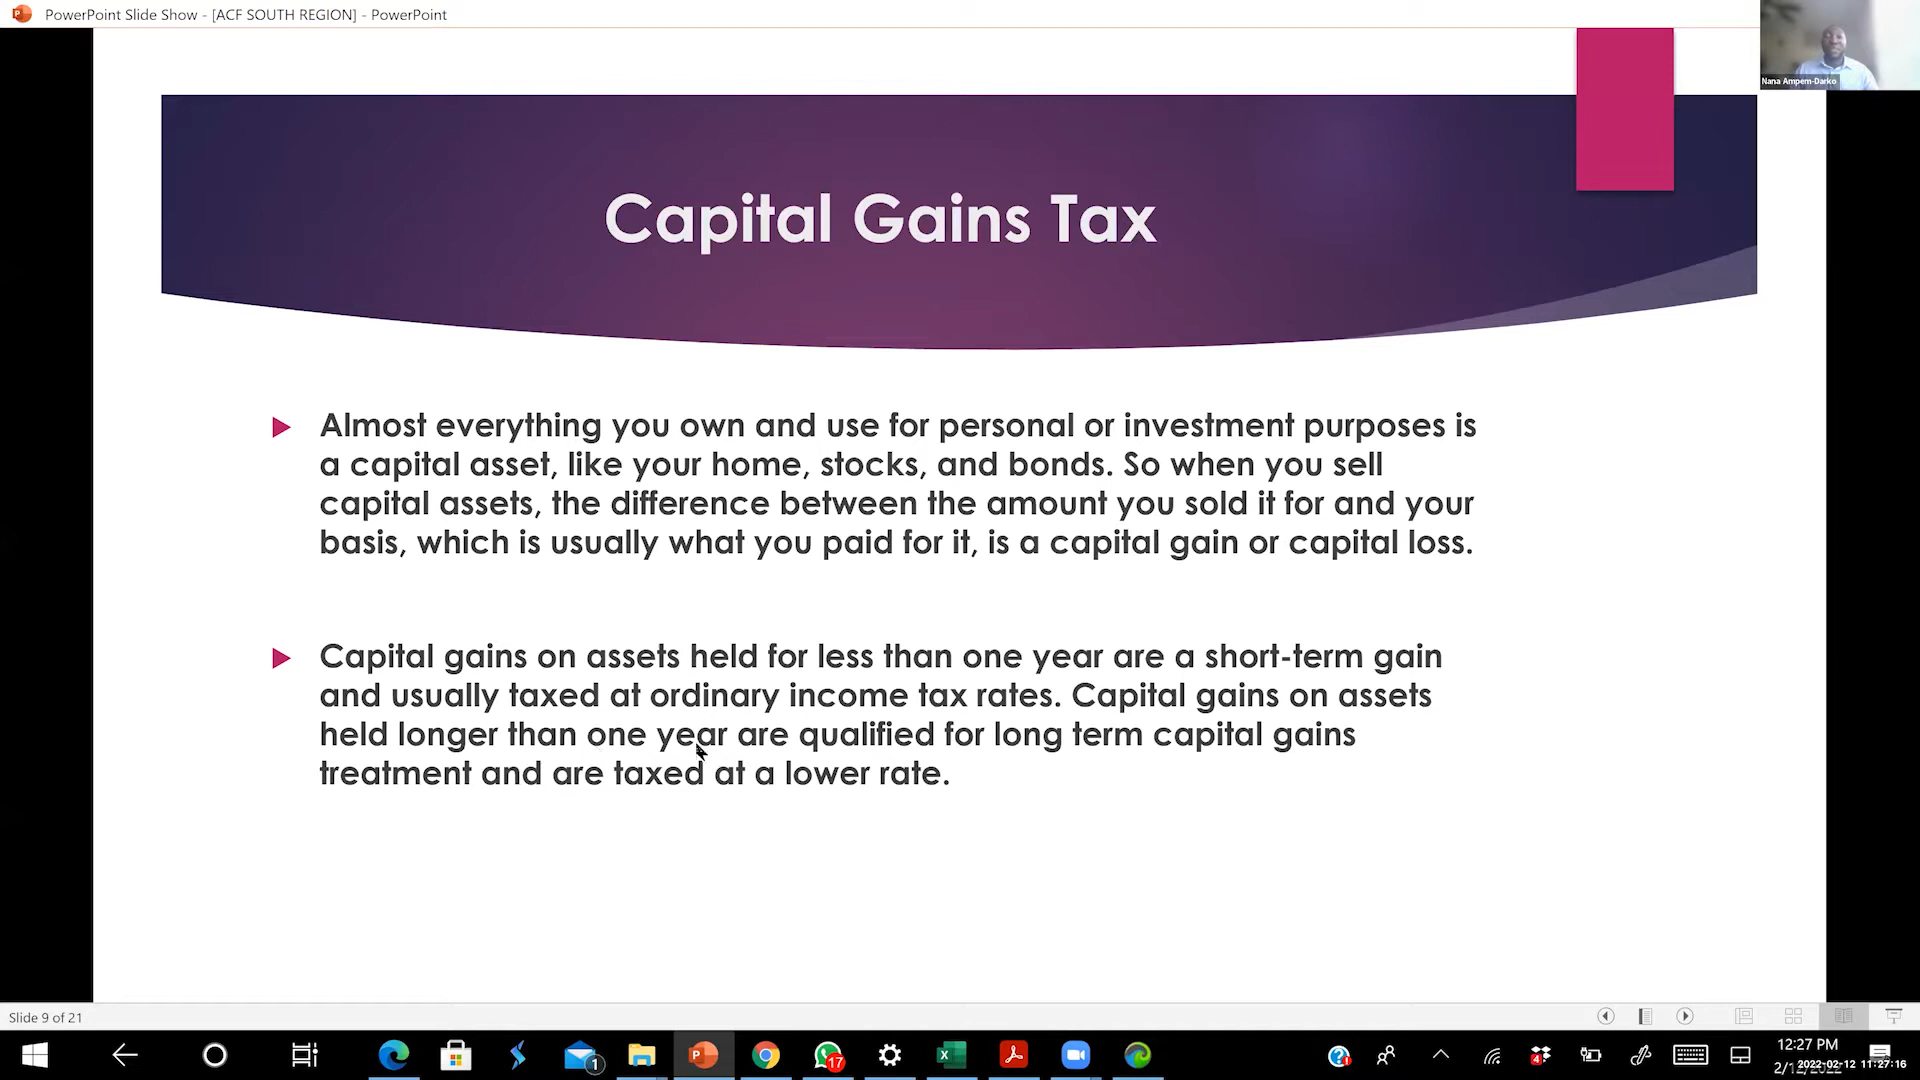 PowerPoint Slide Show - [ACF SOUTH REGION] - PowerPoint
Nana Ampem-Darko
Capital Gains Tax
Almost everything you own and use for personal or investment purposes is
a capital asset, like your home, stocks, and bonds. So when you sell
capital assets, the difference between the amount you sold it for and your
basis, which is usually what you paid for it, is a capital gain or capital loss.
Capital gains on assets held for less than one year are a short-term gain
and usually taxed at ordinary income tax rates. Capital gains on assets
held longer than one year are qualified for long term capital gains
treatment and are taxed at a lower rate.
Slide 9 of 21
1
17
4
12:27 PM
2022-02-12 11:27:16